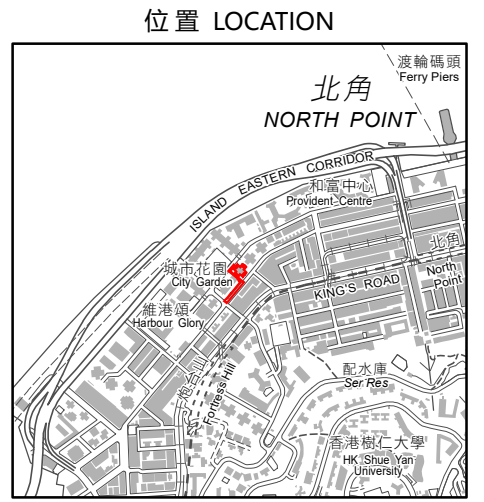 位置 LOCATION
渡輪碼頭
Ferry Piers
北角
NORTH POINT
ISLAND EASTERN CORRIDOR
和富中心
Provident Centre
北角
North
Point
城市花園
City Garden
KING'S ROAD
維港頌
Harbour Glory
炮台山
Fortress Hill
配水庫
Ser Res
香港樹仁大學
HK Shue Yan
University